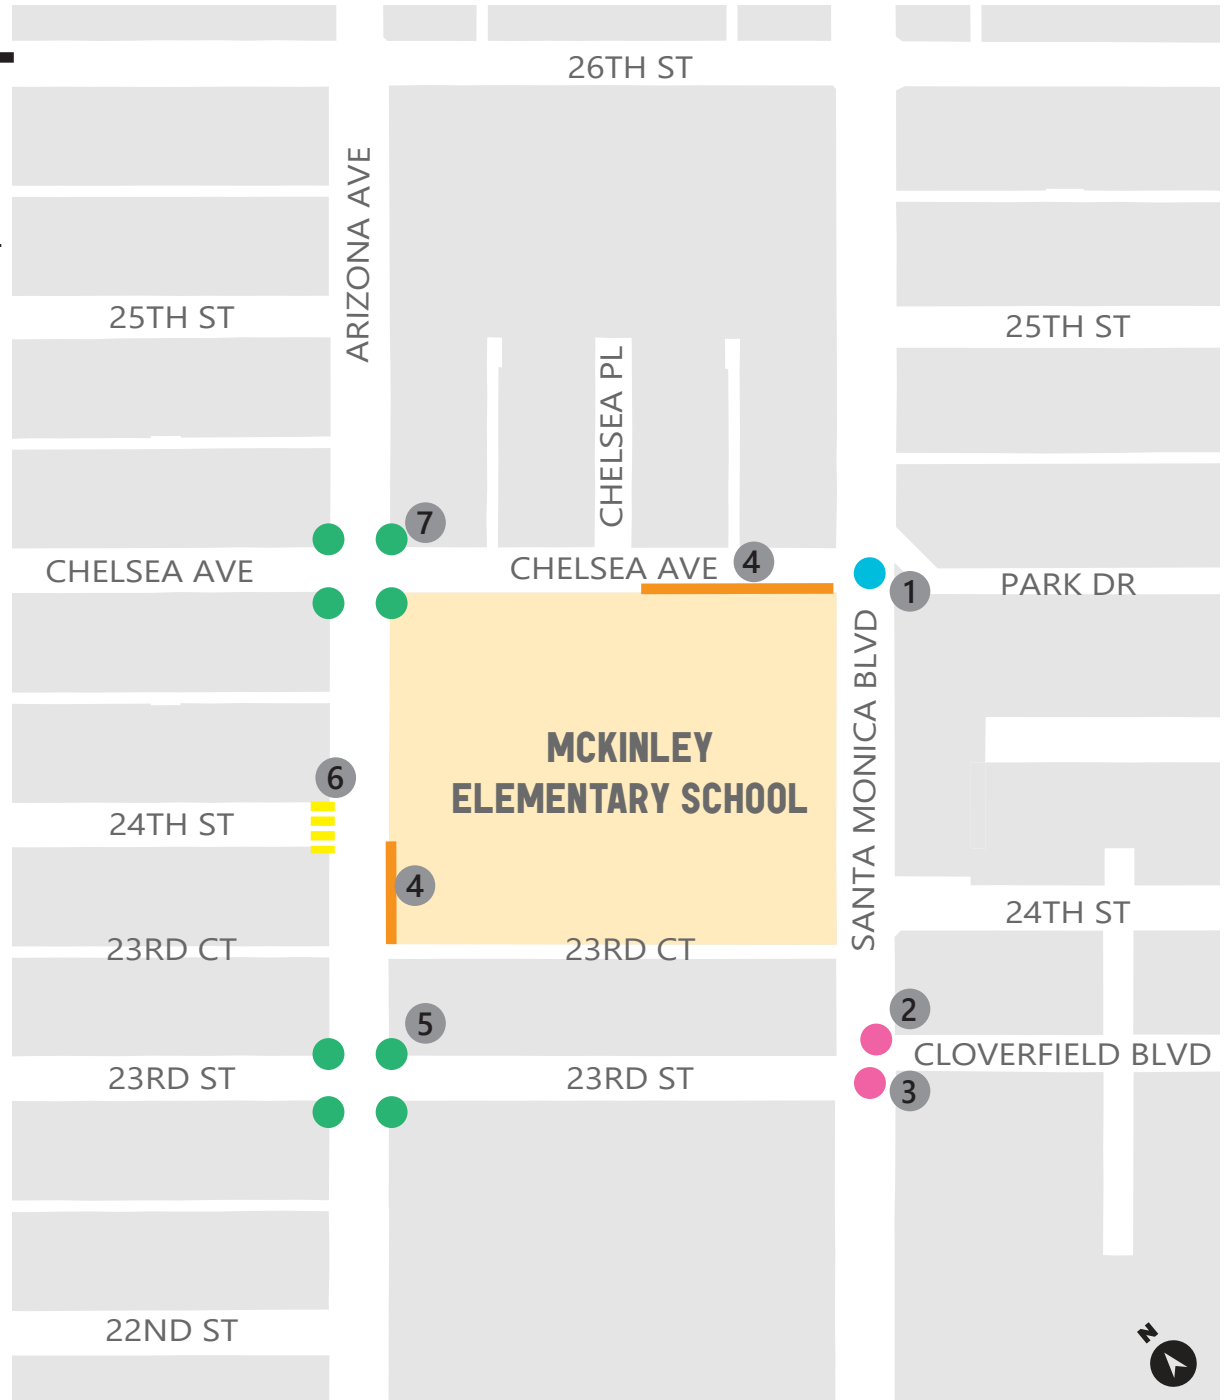 26TH ST
ARIZONA AVE
25TH ST
25TH ST
CHELSEA PL
7
CHELSEA AVE
CHELSEA AVE
4
1
PARK DR
SANTA MONICA BLVD
MCKINLEY
ELEMENTARY SCHOOL
6
24TH ST
4
24TH ST
23RD CT
23RD CT
2
5
CLOVERFIELD BLVD
23RD ST
23RD ST
3
22ND ST
N